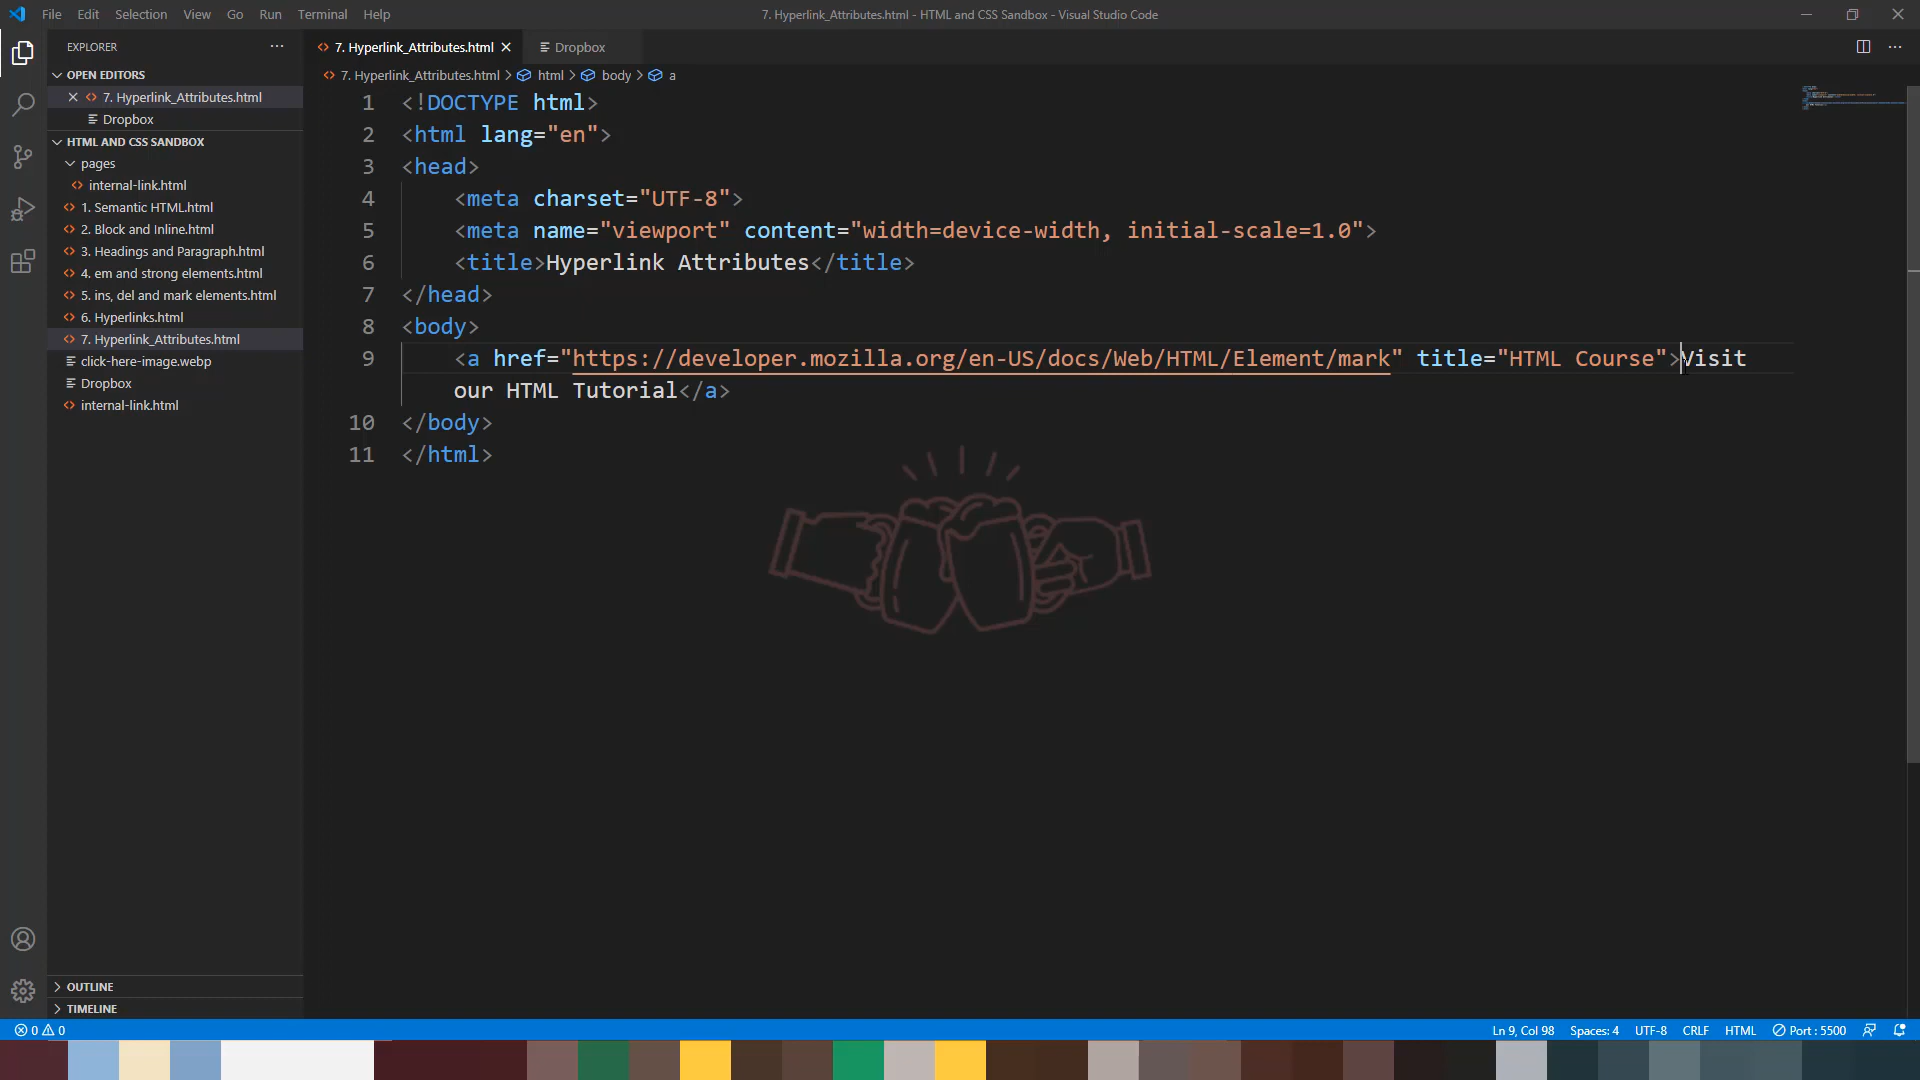 File Edit Selection View Go Run Terminal Help
7. Hyperlink_Attributes.html - HTML and CSS Sandbox - Visual Studio Code
EXPLORER
OPEN EDITORS
7. Hyperlink_Attributes.html
Dropbox
HTML AND CSS SANDBOX
pages
internal-link.html
1. Semantic HTML.html
2. Block and Inline.html
3. Headings and Paragraph.html
4. em and strong elements.html
5. ins, del and mark elements.html
6. Hyperlinks.html
7. Hyperlink_Attributes.html
click-here-image.webp
Dropbox
internal-link.html
OUTLINE
TIMELINE
7. Hyperlink_Attributes.html Dropbox
7. Hyperlink_Attributes.html > html > body > a
1 <!DOCTYPE html>
2 <html lang="en">
3 <head>
4 <meta charset="UTF-8">
5 <meta name="viewport" content="width=device-width, initial-scale=1.0">
6 <title>Hyperlink Attributes</title>
7 </head>
8 <body>
9 <a href="https://developer.mozilla.org/en-US/docs/Web/HTML/Element/mark" title="HTML Course">Visit
our HTML Tutorial</a>
10 </body>
11 </html>
0 0 Ln 9, Col 98 Spaces: 4 UTF-8 CRLF HTML Port : 5500